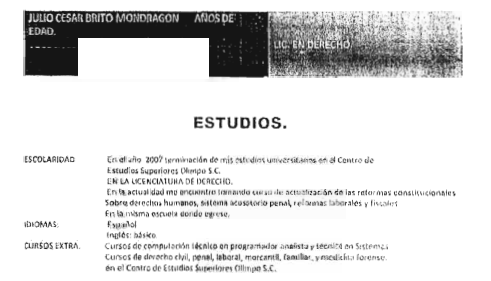 JULIO CESAR BRITO MONDRAGON AÑOS DE
EDAD.
LIC. EN DERECHO
ESTUDIOS.
ESCOLARIDAD En el año 2007 terminación de mis estudios universitarios en el Centro de
Estudios Superiores Olimpo S.C.
EN LA LICENCIATURA DE DERECHO.
En la actualidad me encuentro tomando curso de actualización de las reformas constitucionales
Sobre derechos humanos, sistema acusatorio penal, reformas laborales y fiscales
En la misma escuela donde egrese.
IDIOMAS: Español
Inglés: básico.
CURSOS EXTRA. Cursos de computación técnico en programador analista y técnico en Sistemas
Cursos de derecho civil, penal, laboral, mercantil, familiar, y medicina forense.
en el Centro de Estudios Superiores Olimpo S.C.